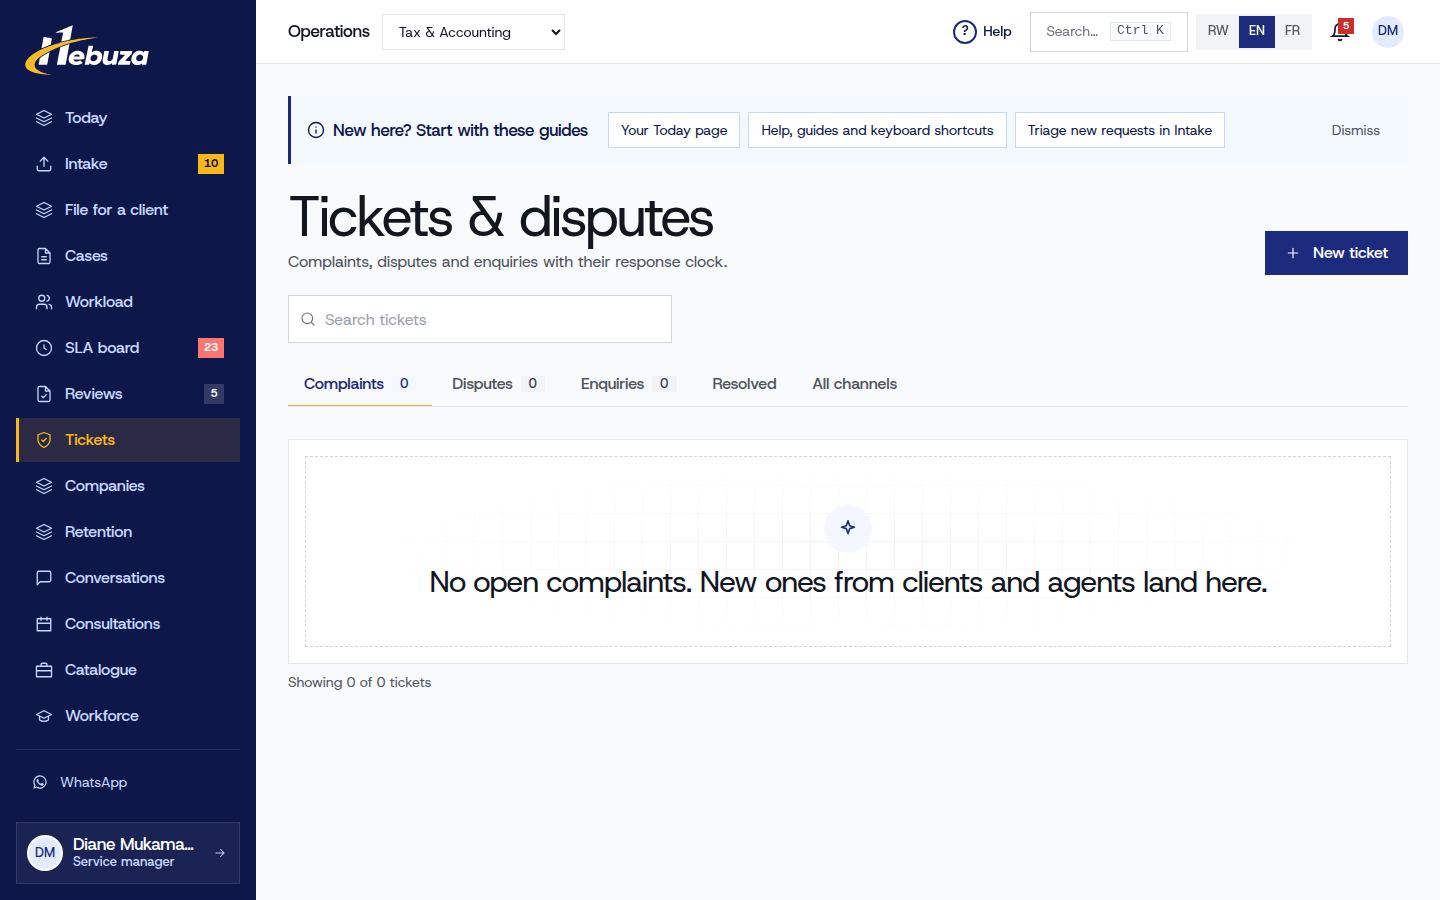 Hebuza
Today
Intake
10
File for a client
Cases
Workload
SLA board
23
Reviews
5
Tickets
Companies
Retention
Conversations
Consultations
Catalogue
Workforce
WhatsApp
DM
Diane Mukama...
Service manager
Operations
Tax & Accounting
? Help
Search...
Ctrl K
RW
EN
FR
5
DM
New here? Start with these guides
Your Today page
Help, guides and keyboard shortcuts
Triage new requests in Intake
Dismiss
Tickets & disputes
Complaints, disputes and enquiries with their response clock.
New ticket
Search tickets
Complaints 0
Disputes 0
Enquiries 0
Resolved
All channels
No open complaints. New ones from clients and agents land here.
Showing 0 of 0 tickets